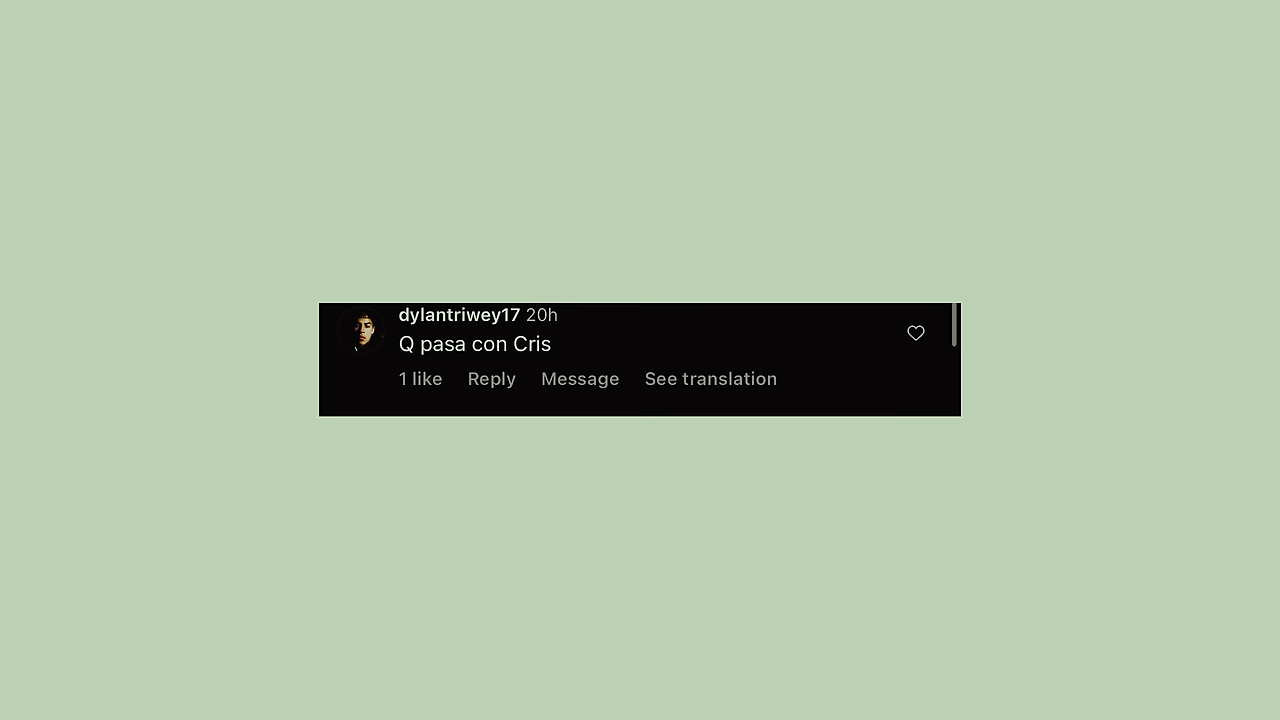 dylantriwey17 20h
Q pasa con Cris
1 like Reply Message See translation